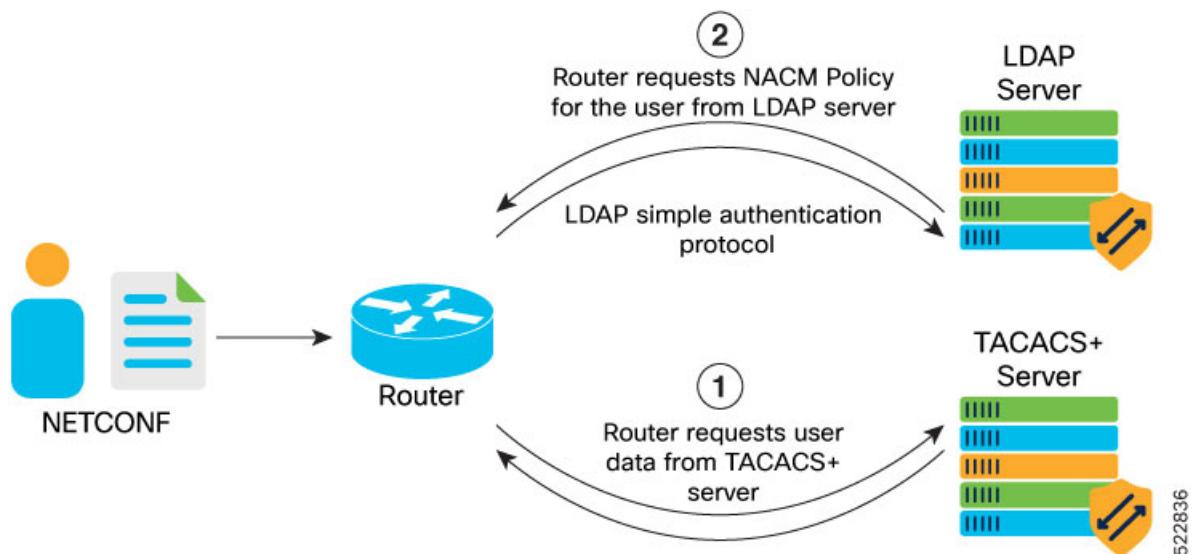 2
Router requests NACM Policy
for the user from LDAP server
LDAP
Server
LDAP simple authentication
protocol
NETCONF
Router
1
Router requests user
data from TACACS+
server
TACACS+
Server
522836